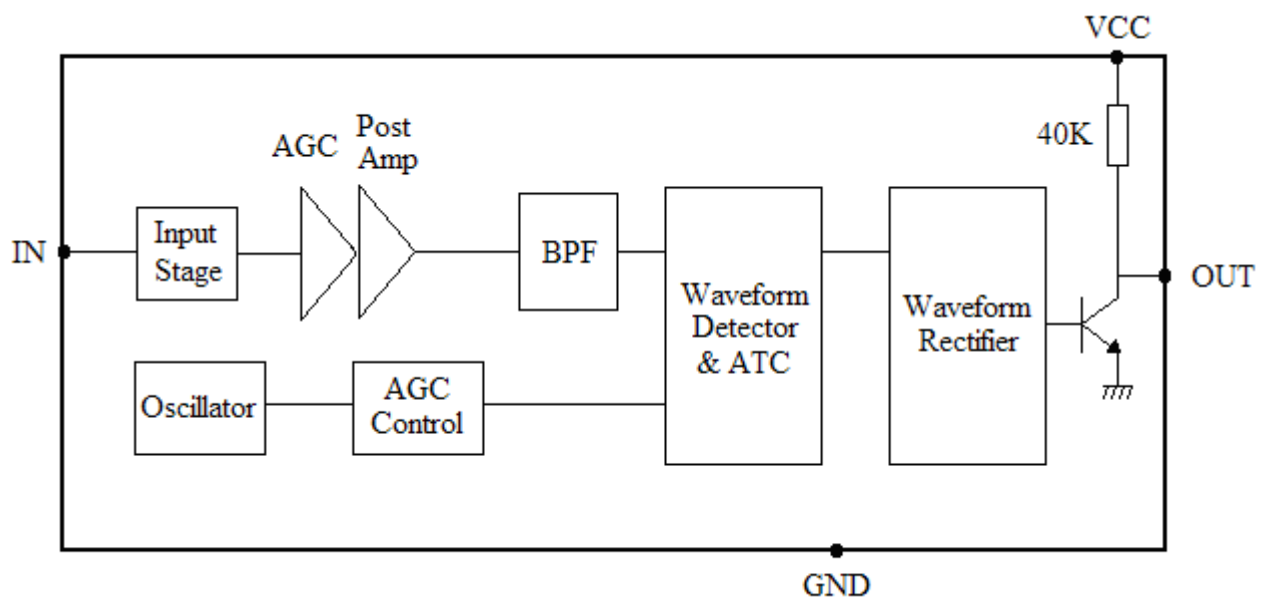 VCC
40K
Post
AGC
Amp
IN
Input
Stage
BPF
OUT
Waveform
Detector
& ATC
Waveform
Rectifier
Oscillator
AGC
Control
GND